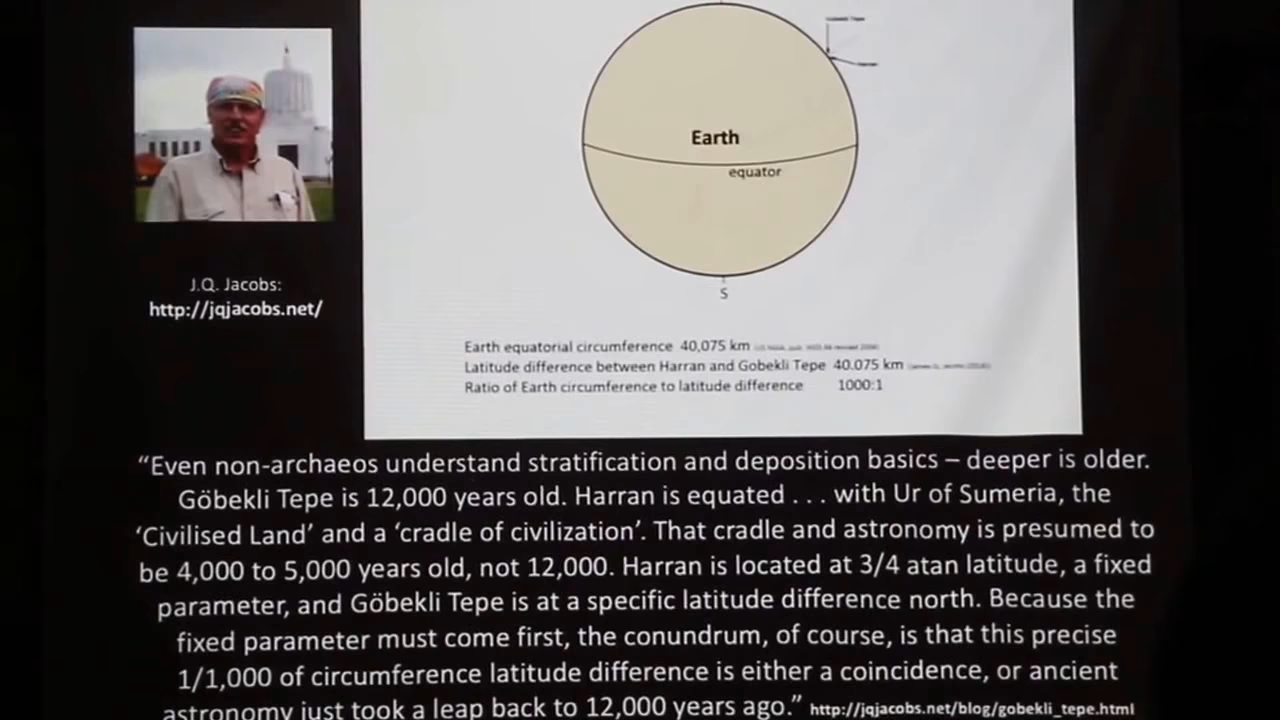 J.Q. Jacobs:
http://jqjacobs.net/
Gobekli Tepe
Harran
Earth
equator
S
Earth equatorial circumference 40,075 km
Latitude difference between Harran and Gobekli Tepe 40.075 km
Ratio of Earth circumference to latitude difference 1000:1
“Even non-archaeos understand stratification and deposition basics – deeper is older.
Göbekli Tepe is 12,000 years old. Harran is equated . . . with Ur of Sumeria, the
‘Civilised Land’ and a ‘cradle of civilization’. That cradle and astronomy is presumed to
be 4,000 to 5,000 years old, not 12,000. Harran is located at 3/4 atan latitude, a fixed
parameter, and Göbekli Tepe is at a specific latitude difference north. Because the
fixed parameter must come first, the conundrum, of course, is that this precise
1/1,000 of circumference latitude difference is either a coincidence, or ancient
astronomy just took a leap back to 12,000 years ago.” http://jqjacobs.net/blog/gobekli_tepe.html